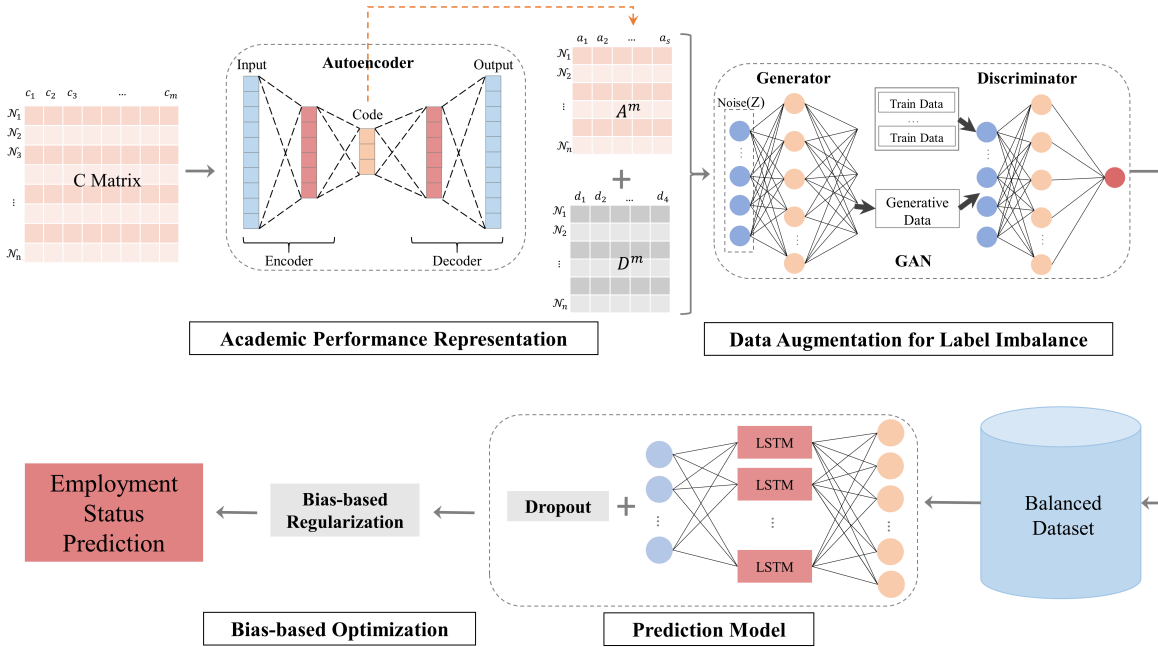 c₁ c₂ c₃ ... cₘ
𝒩₁
𝒩₂
𝒩₃
⋮
𝒩ₙ
C Matrix
Autoencoder
Input
Code
Output
Encoder
Decoder
a₁ a₂ ... aₛ
𝒩₁
𝒩₂
⋮
𝒩ₙ
Aᵐ
+
d₁ d₂ ... d₄
𝒩₁
𝒩₂
⋮
𝒩ₙ
Dᵐ
Generator
Noise(Z)
Discriminator
Train Data
...
Train Data
Generative
Data
GAN
Academic Performance Representation
Data Augmentation for Label Imbalance
Employment
Status
Prediction
Bias-based
Regularization
Dropout
+
LSTM
LSTM
⋮
LSTM
Balanced
Dataset
Bias-based Optimization
Prediction Model